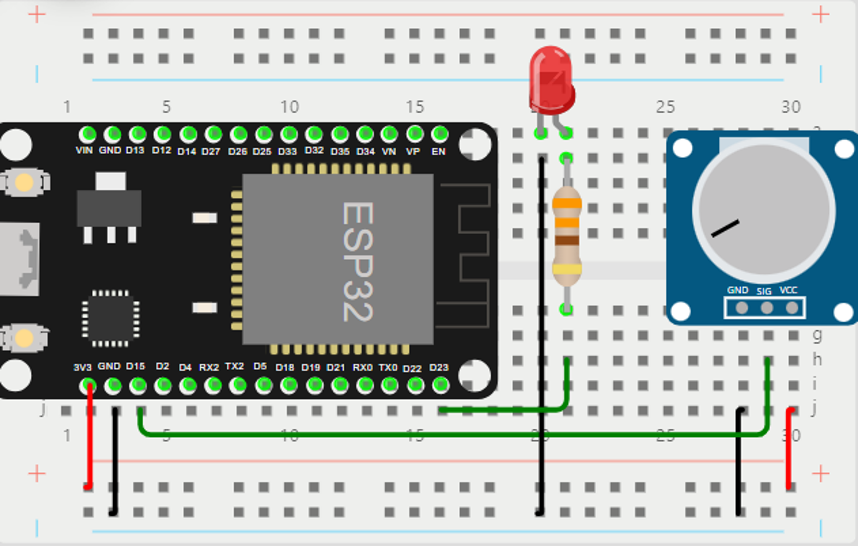 + +
1 5 10 15 25 30
VIN GND D13 D12 D14 D27 D26 D25 D33 D32 D35 D34 VN VP EN
ESP32
GND SIG VCC
g
h
3V3 GND D15 D2 D4 RX2 TX2 D5 D18 D19 D21 RX0 TX0 D22 D23
i
j j
1 5 10 15 20 25 30
+ +